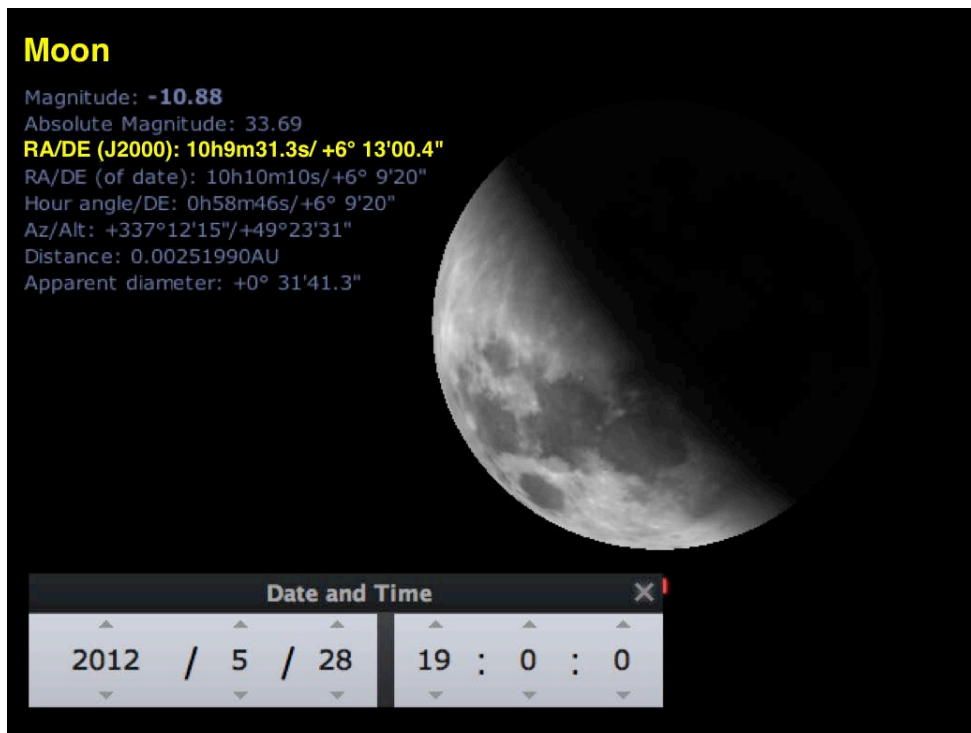 Moon
Magnitude: -10.88
Absolute Magnitude: 33.69
RA/DE (J2000): 10h9m31.3s/ +6° 13'00.4"
RA/DE (of date): 10h10m10s/+6° 9'20"
Hour angle/DE: 0h58m46s/+6° 9'20"
Az/Alt: +337°12'15"/+49°23'31"
Distance: 0.00251990AU
Apparent diameter: +0° 31'41.3"
Date and Time
2012 / 5 / 28 19 : 0 : 0